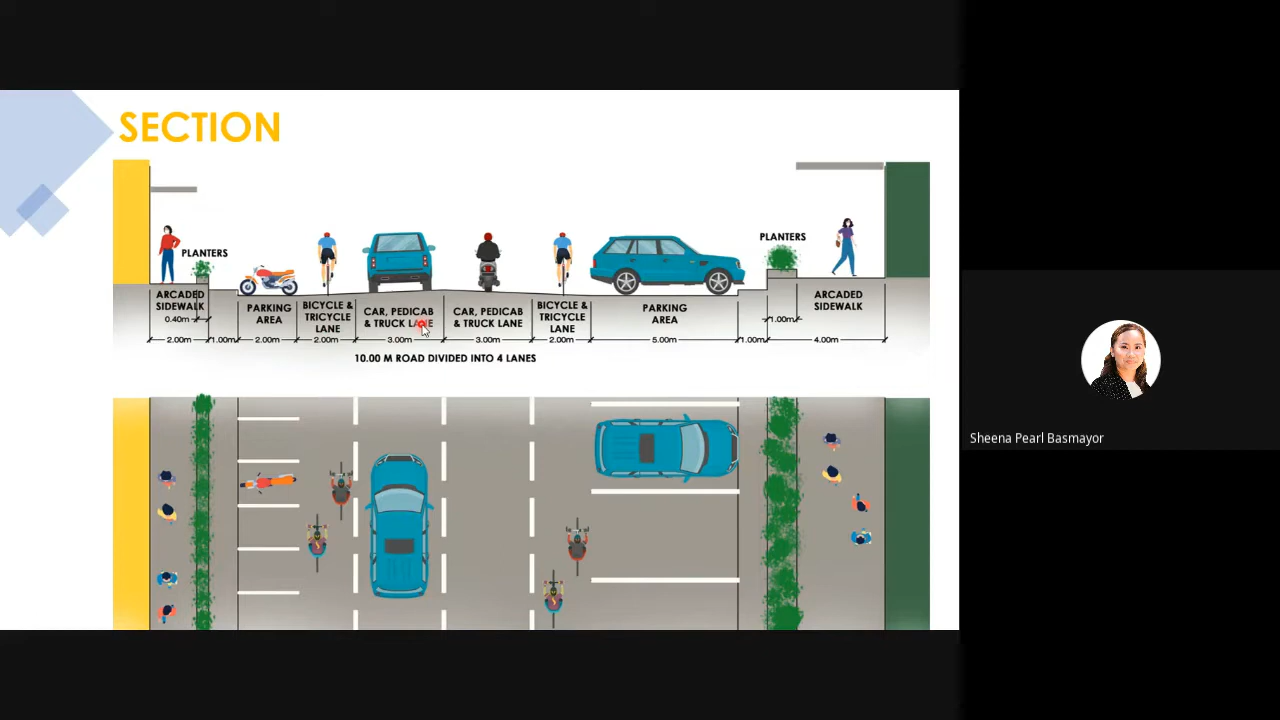 SECTION
PLANTERS
PLANTERS
ARCADED
SIDEWALK
0.40m
PARKING
AREA
BICYCLE &
TRICYCLE
LANE
CAR, PEDICAB
& TRUCK LANE
CAR, PEDICAB
& TRUCK LANE
BICYCLE &
TRICYCLE
LANE
PARKING
AREA
1.00m
ARCADED
SIDEWALK
2.00m 1.00m 2.00m 2.00m 3.00m 3.00m 2.00m 5.00m 1.00m 4.00m
10.00 M ROAD DIVIDED INTO 4 LANES
Sheena Pearl Basmayor